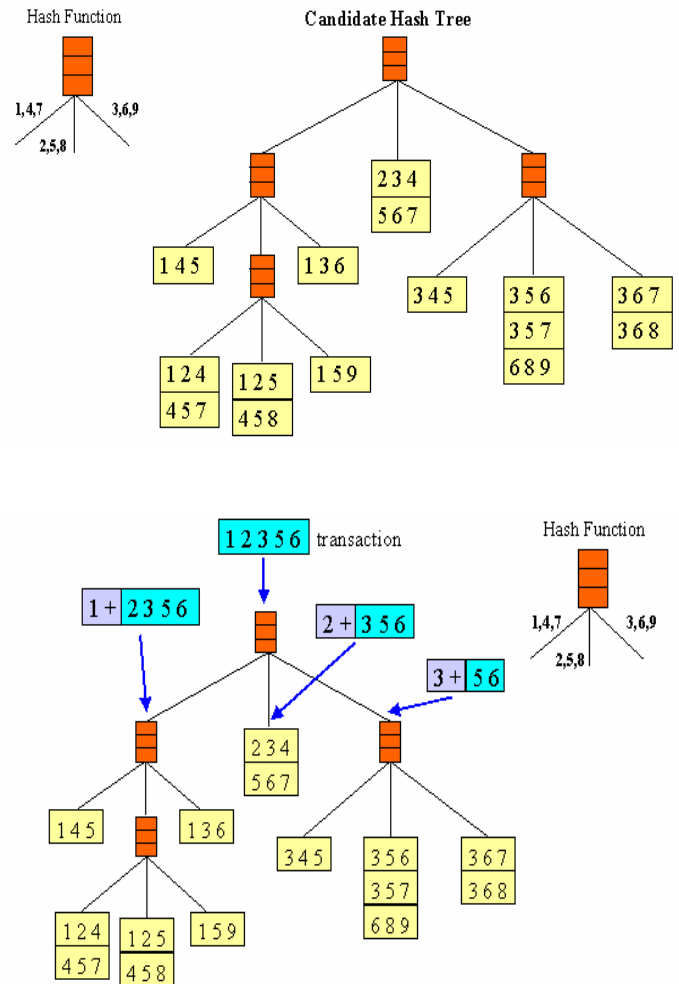 Hash Function
Candidate Hash Tree
1,4,7
3,6,9
2,5,8
2 3 4
5 6 7
1 4 5
1 3 6
3 4 5
3 5 6
3 6 7
3 5 7
3 6 8
6 8 9
1 2 4
1 2 5
1 5 9
4 5 7
4 5 8
1 2 3 5 6 transaction
Hash Function
1 + 2 3 5 6
2 + 3 5 6
1,4,7
3,6,9
2,5,8
3 + 5 6
2 3 4
5 6 7
1 4 5
1 3 6
3 4 5
3 5 6
3 6 7
3 5 7
3 6 8
6 8 9
1 2 4
1 2 5
1 5 9
4 5 7
4 5 8